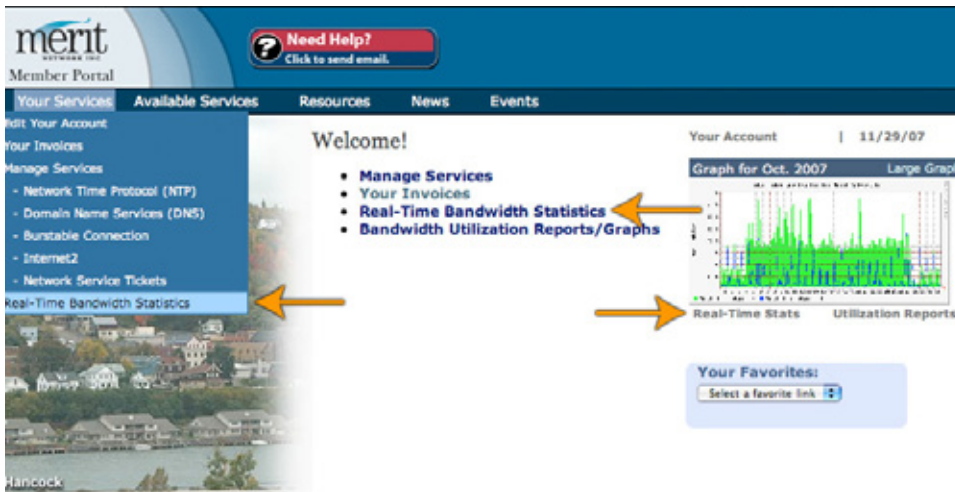 merit
NETWORK INC
Member Portal
Need Help?
Click to send email.
Your Services
Available Services
Resources
News
Events
Edit Your Account
Your Invoices
Manage Services
- Network Time Protocol (NTP)
- Domain Name Services (DNS)
- Burstable Connection
- Internet2
- Network Service Tickets
Real-Time Bandwidth Statistics
Hancock
Welcome!
• Manage Services
• Your Invoices
• Real-Time Bandwidth Statistics
• Bandwidth Utilization Reports/Graphs
Your Account | 11/29/07
Graph for Oct. 2007 Large Grap
Real-Time Stats Utilization Reports
Your Favorites:
Select a favorite link